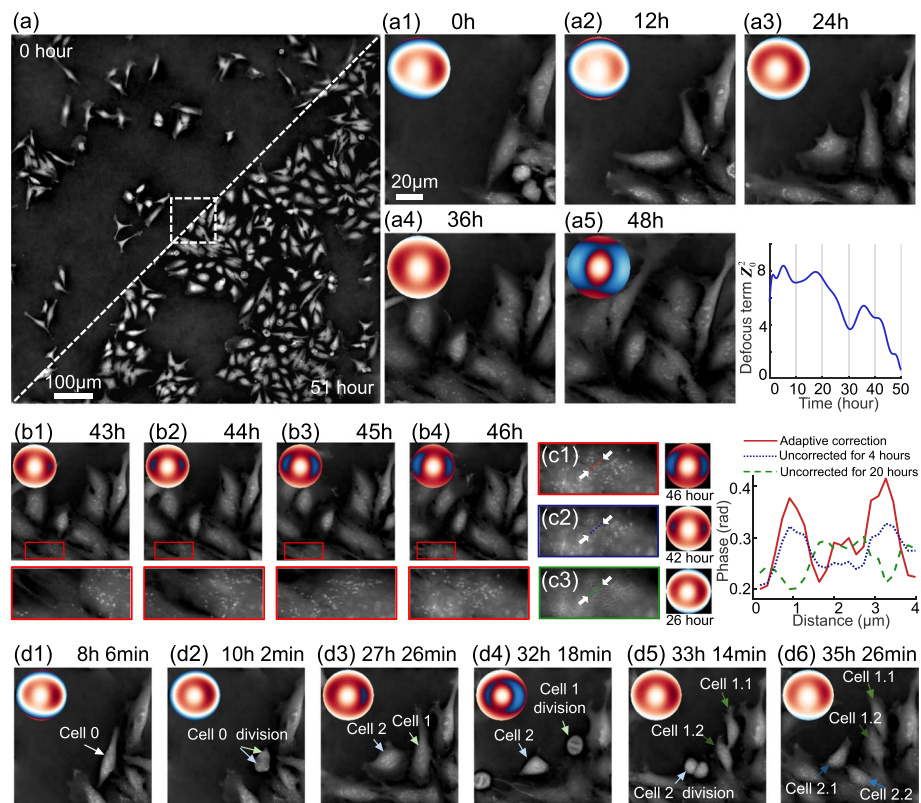 (a)
0 hour
100μm
51 hour
(a1) 0h
20μm
(a2) 12h
(a3) 24h
(a4) 36h
(a5) 48h
Defocus term Z₀²
8
4
0
0 10 20 30 40 50
Time (hour)
(b1) 43h
(b2) 44h
(b3) 45h
(b4) 46h
(c1)
46 hour
(c2)
42 hour
(c3)
26 hour
Adaptive correction
Uncorrected for 4 hours
Uncorrected for 20 hours
Phase (rad)
0.4
0.3
0.2
0 1 2 3 4
Distance (μm)
(d1) 8h 6min
Cell 0
(d2) 10h 2min
Cell 0 division
(d3) 27h 26min
Cell 2
Cell 1
(d4) 32h 18min
Cell 1
division
Cell 2
(d5) 33h 14min
Cell 1.1
Cell 1.2
Cell 2 division
(d6) 35h 26min
Cell 1.1
Cell 1.2
Cell 2.1
Cell 2.2